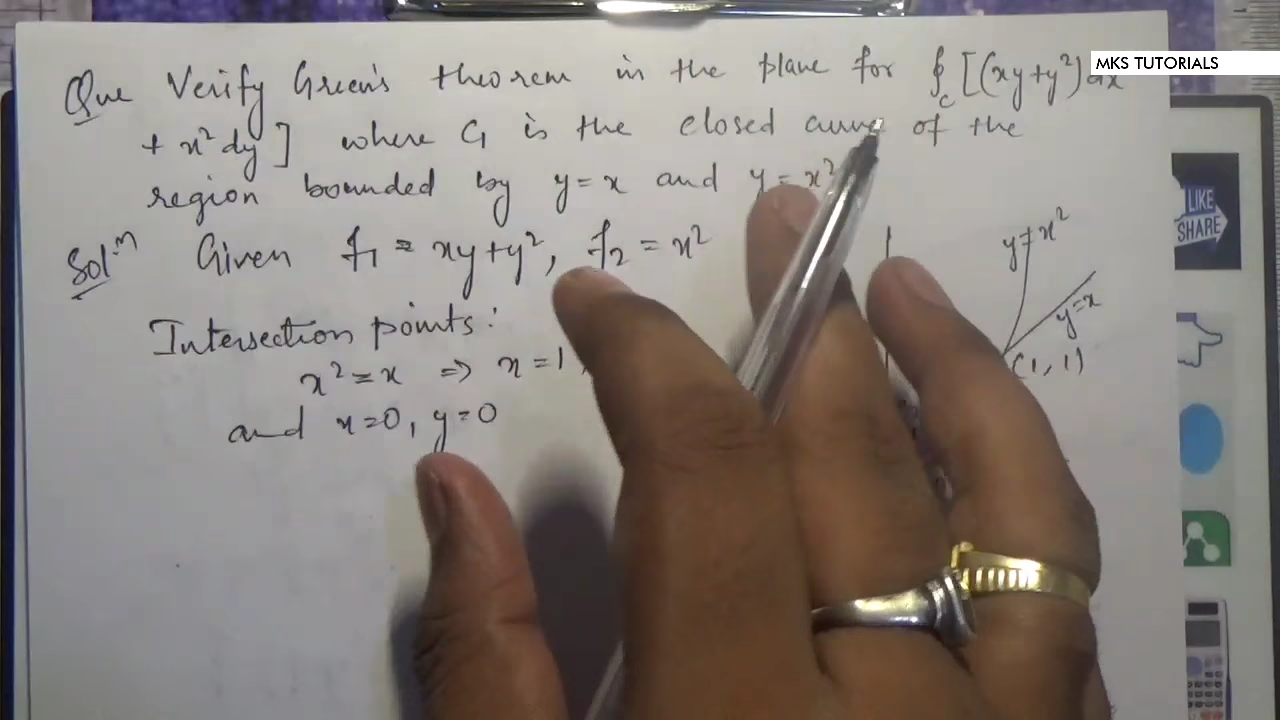 Que Verify Green's theorem in the plane for ∮c [(xy+y²)dx
+ x²dy] where C₁ is the closed curve of the
region bounded by y=x and y=x²
Solⁿ Given f₁ = xy+y², f₂ = x²
Intersection points:
x²=x ⇒ x=1
and x=0, y=0
y=x²
y=x
(1,1)
MKS TUTORIALS
LIKE
SHARE